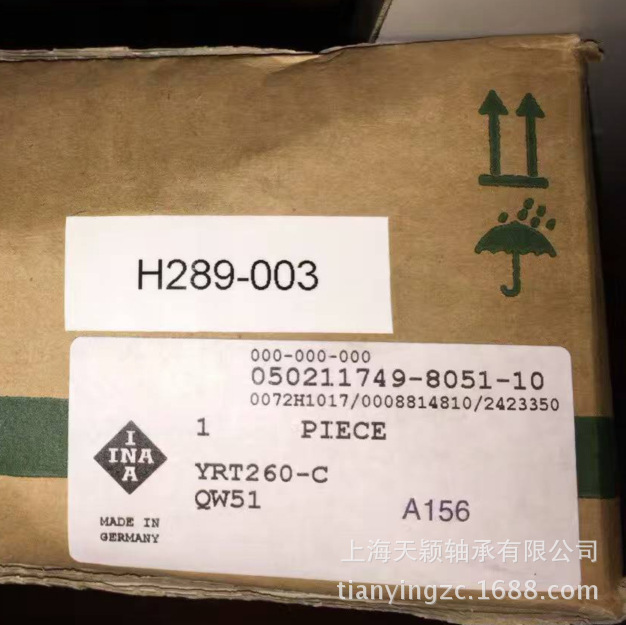 H289-003
000-000-000
050211749-8051-10
0072H1017/0008814810/2423350
1 PIECE
I
INA
A
YRT260-C
QW51
A156
MADE IN
GERMANY
上海天颖轴承有限公司
tianyingzc.1688.com